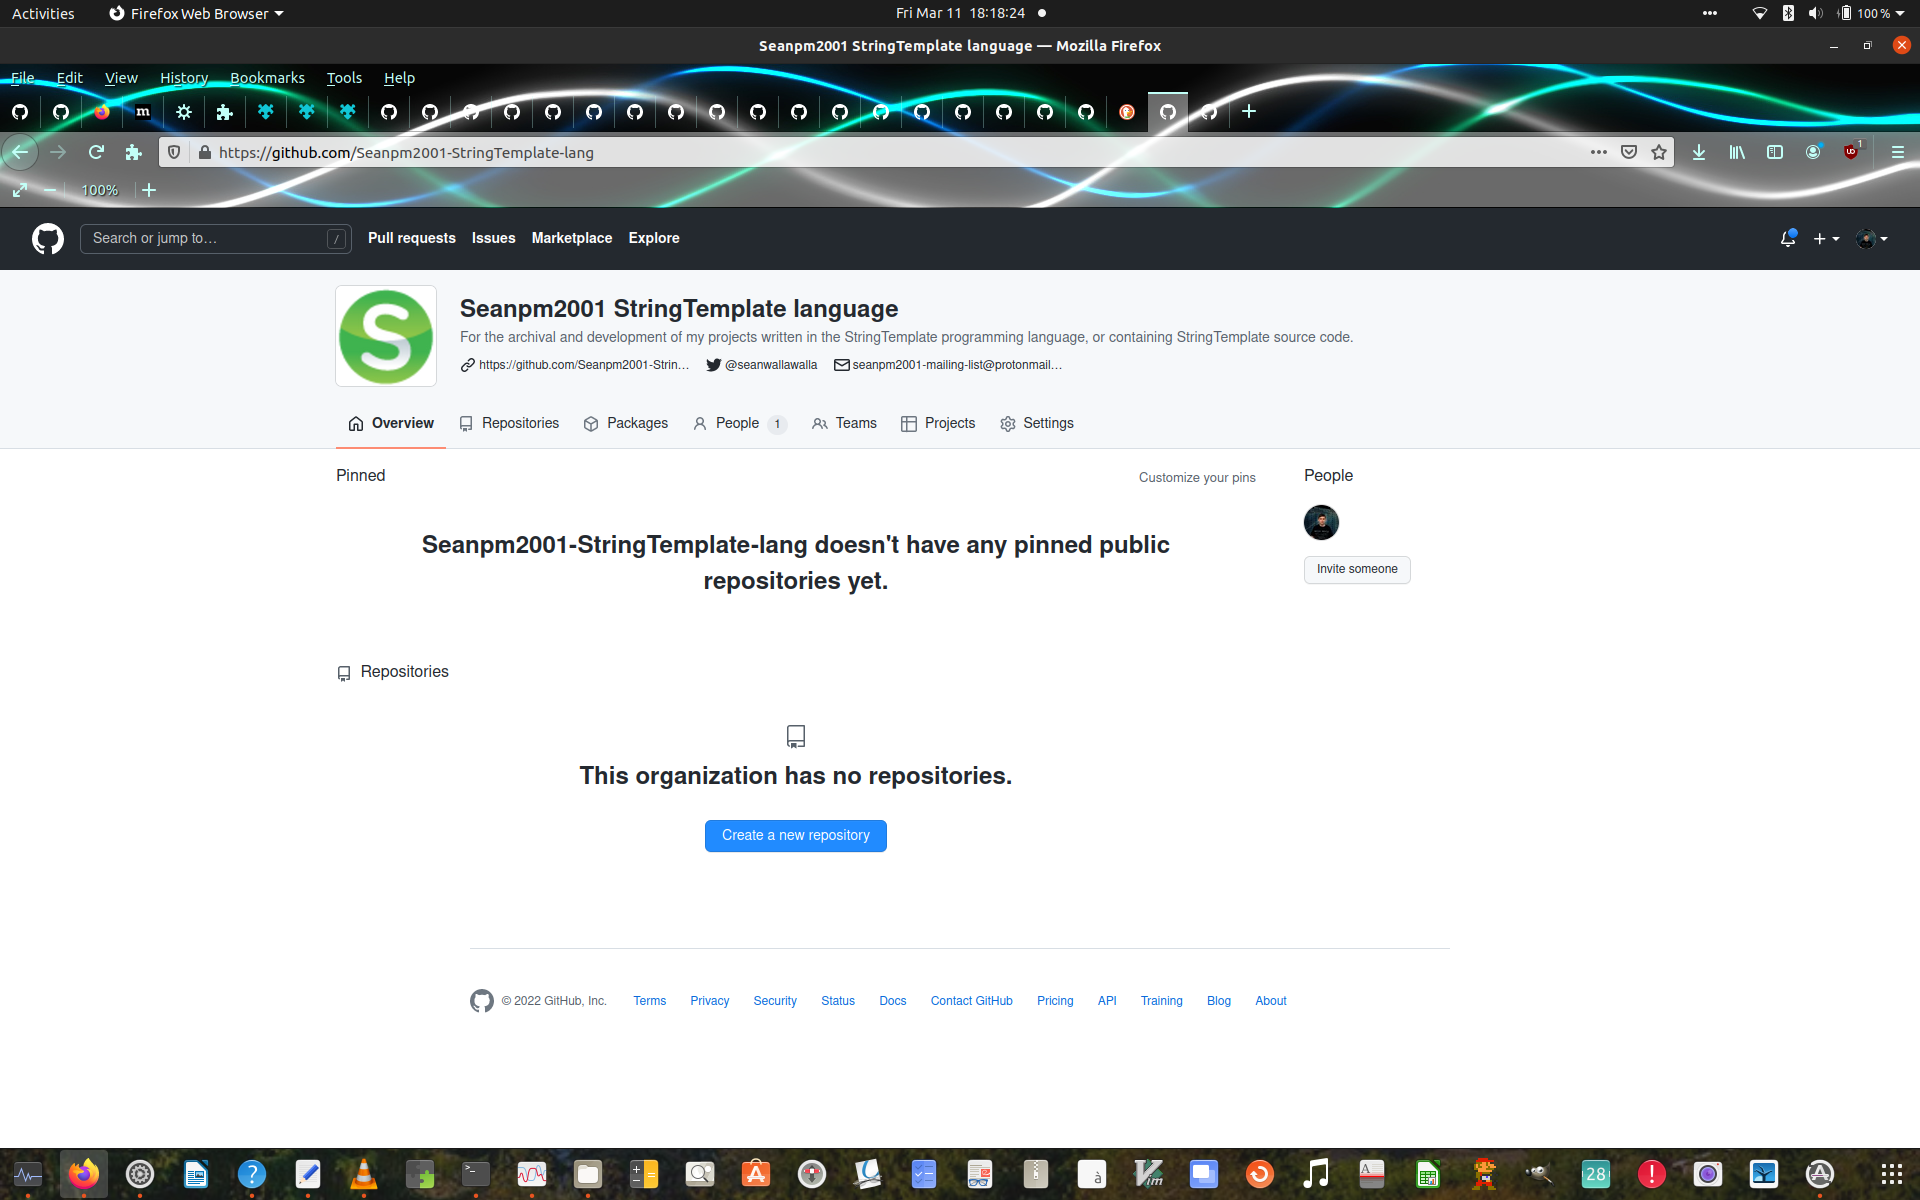 Activities
Firefox Web Browser
Fri Mar 11 18:18:24
100 %
Seanpm2001 StringTemplate language — Mozilla Firefox
File Edit View History Bookmarks Tools Help
https://github.com/Seanpm2001-StringTemplate-lang
1
100%
Search or jump to…
/
Pull requests
Issues
Marketplace
Explore
Seanpm2001 StringTemplate language
For the archival and development of my projects written in the StringTemplate programming language, or containing StringTemplate source code.
https://github.com/Seanpm2001-Strin…
@seanwallawalla
seanpm2001-mailing-list@protonmail…
Overview
Repositories
Packages
People 1
Teams
Projects
Settings
Pinned
Customize your pins
People
Seanpm2001-StringTemplate-lang doesn't have any pinned public
repositories yet.
Invite someone
Repositories
This organization has no repositories.
Create a new repository
© 2022 GitHub, Inc.
Terms
Privacy
Security
Status
Docs
Contact GitHub
Pricing
API
Training
Blog
About
28